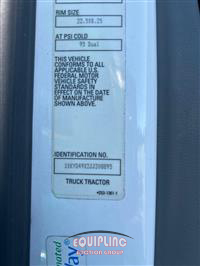 RIM SIZE
22.5X8.25
AT PSI COLD
95 Dual
THIS VEHICLE
CONFORMS TO ALL
APPLICABLE U.S.
FEDERAL MOTOR
VEHICLE SAFETY
STANDARDS IN
EFFECT ON THE
DATE OF
MANUFACTURE
SHOWN ABOVE.
IDENTIFICATION NO.
TRUCK TRACTOR
EQUIPLINQ